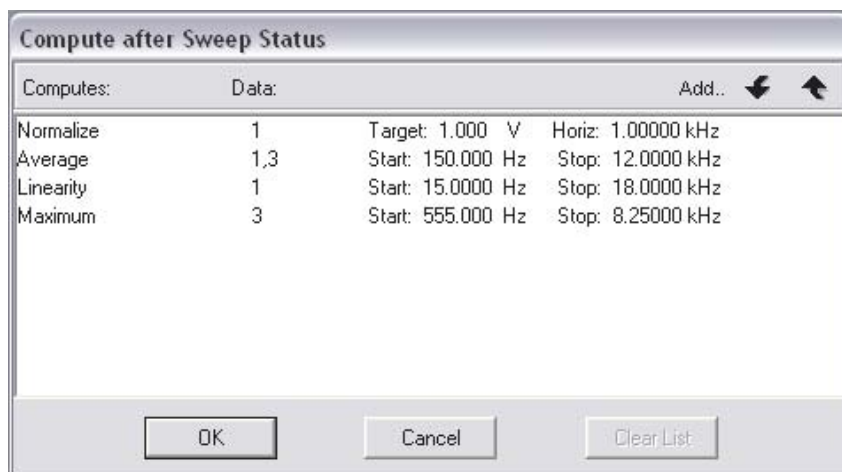 Compute after Sweep Status
Computes: Data: Add..
Normalize 1 Target: 1.000 V Horiz: 1.00000 kHz
Average 1,3 Start: 150.000 Hz Stop: 12.0000 kHz
Linearity 1 Start: 15.0000 Hz Stop: 18.0000 kHz
Maximum 3 Start: 555.000 Hz Stop: 8.25000 kHz
OK Cancel Clear List